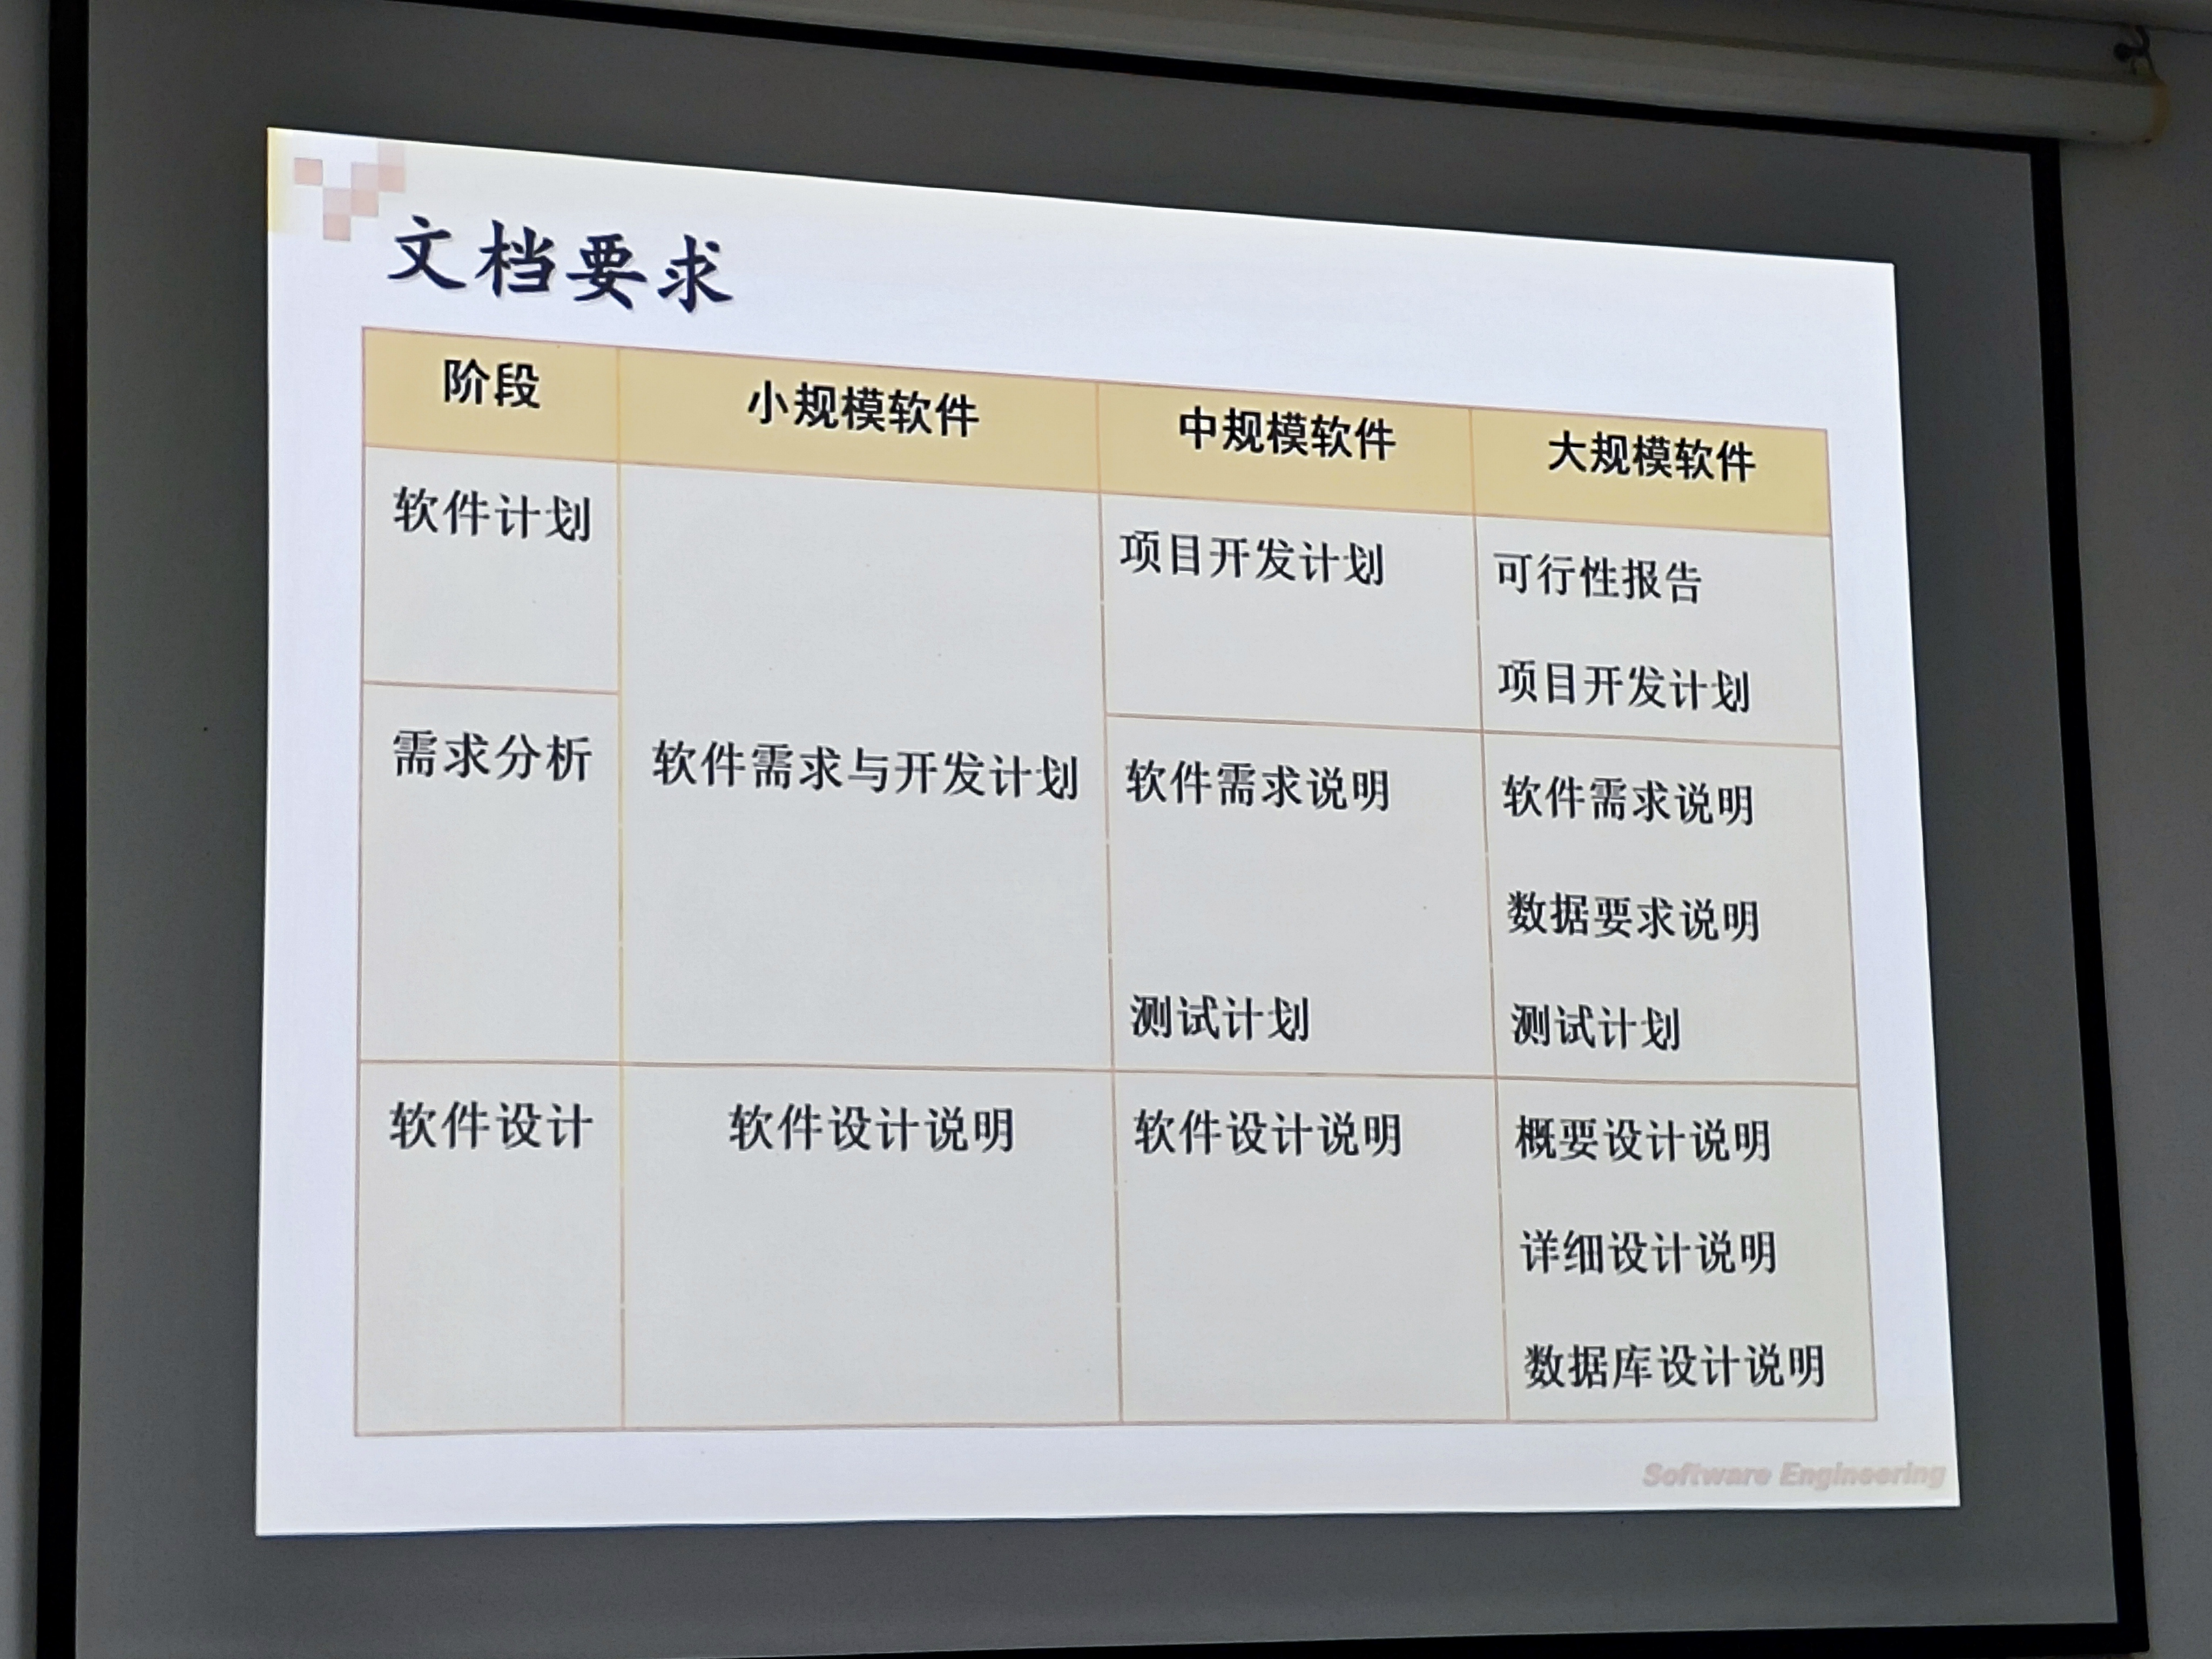 文档要求
阶段 小规模软件 中规模软件 大规模软件
软件计划 项目开发计划 可行性报告
项目开发计划
需求分析 软件需求与开发计划 软件需求说明 软件需求说明
数据要求说明
测试计划 测试计划
软件设计 软件设计说明 软件设计说明 概要设计说明
详细设计说明
数据库设计说明
Software Engineering